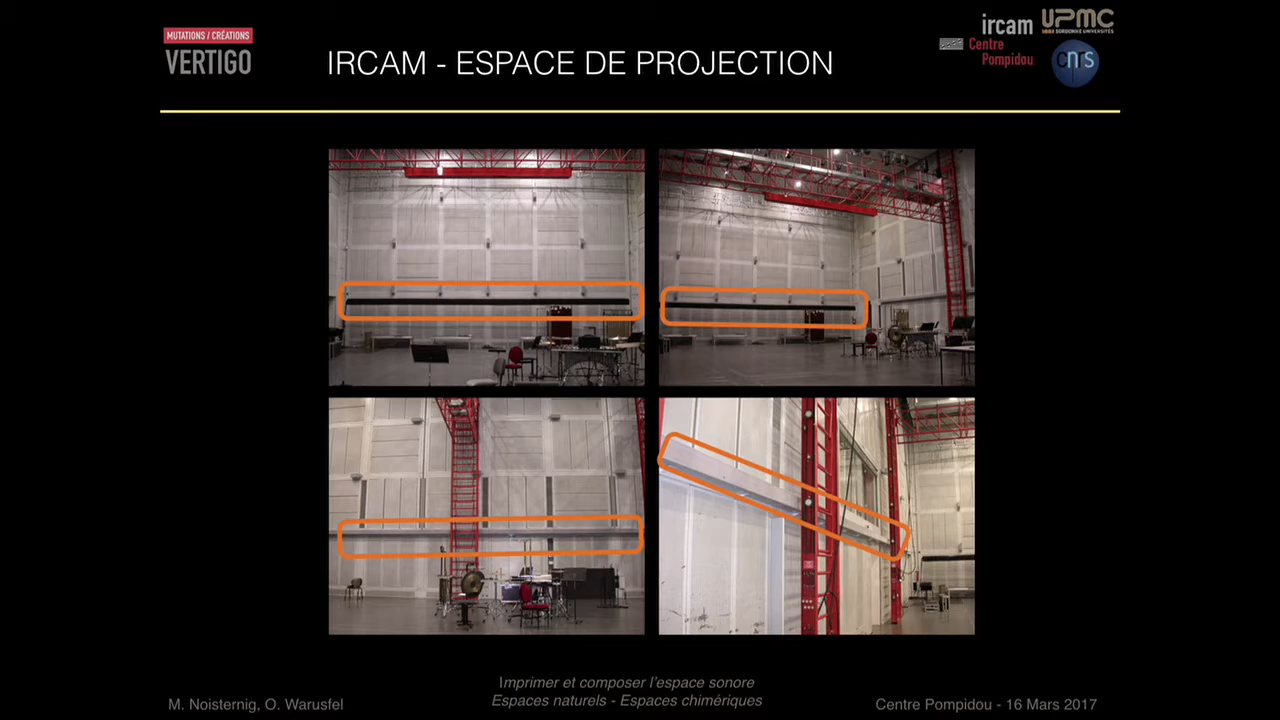 MUTATIONS / CRÉATIONS
VERTIGO
IRCAM - ESPACE DE PROJECTION
ircam
Centre
Pompidou
UPMC
SORBONNE UNIVERSITÉS
cnrs
M. Noisternig, O. Warusfel
Imprimer et composer l'espace sonore
Espaces naturels - Espaces chimériques
Centre Pompidou - 16 Mars 2017